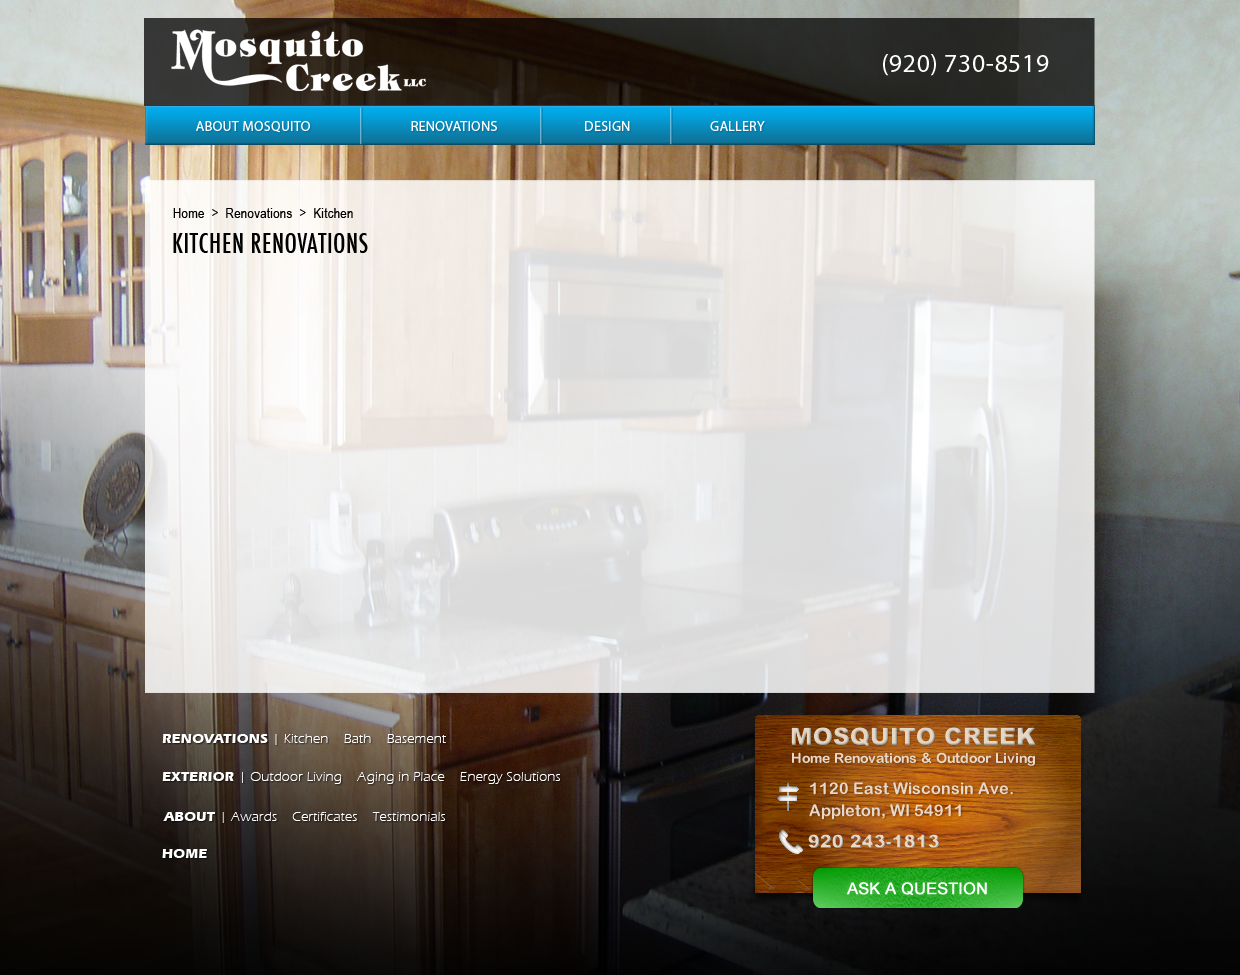 Mosquito
Creek LLC
(920) 730-8519
ABOUT MOSQUITO RENOVATIONS DESIGN GALLERY
Home > Renovations > Kitchen
KITCHEN RENOVATIONS
RENOVATIONS | Kitchen Bath Basement
EXTERIOR | Outdoor Living Aging in Place Energy Solutions
ABOUT | Awards Certificates Testimonials
HOME
MOSQUITO CREEK
Home Renovations & Outdoor Living
1120 East Wisconsin Ave.
Appleton, WI 54911
920 243-1813
ASK A QUESTION